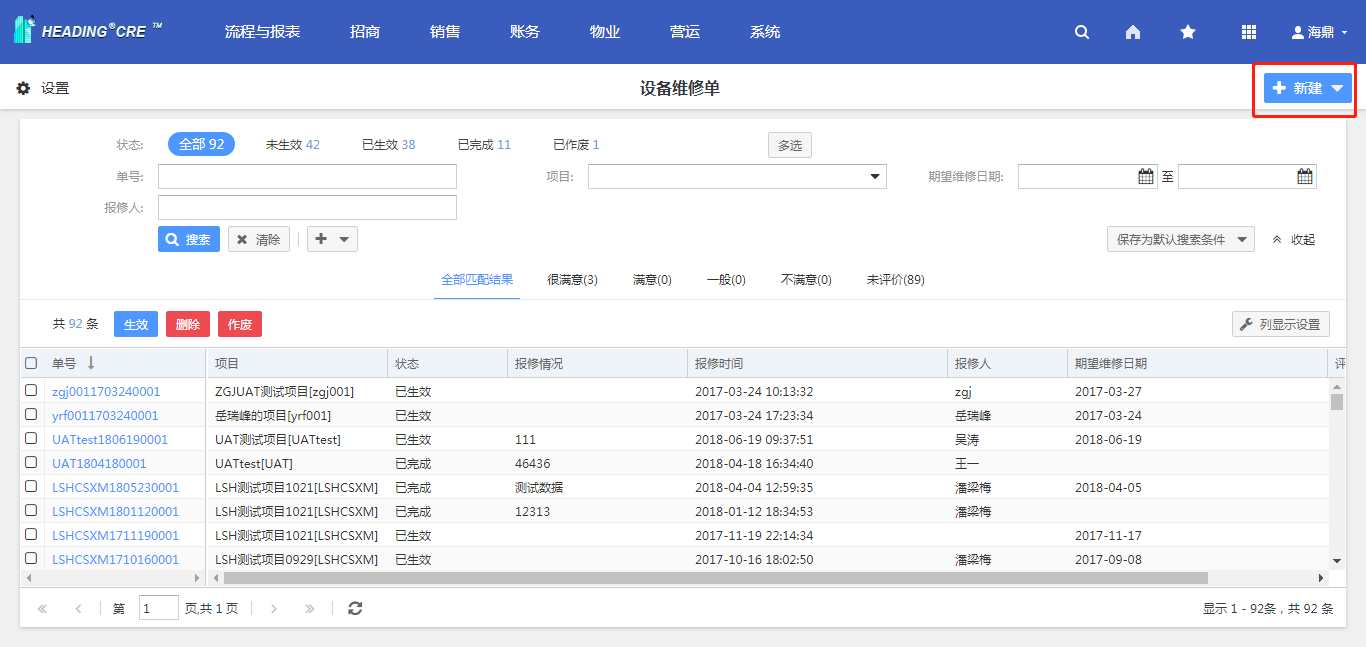 HEADING®CRE ™ 流程与报表 招商 销售 账务 物业 营运 系统 海鼎
设置 设备维修单 新建
状态: 全部 92 未生效 42 已生效 38 已完成 11 已作废 1 多选
单号: 项目: 期望维修日期: 至
报修人:
搜索 清除 保存为默认搜索条件 收起
全部匹配结果 很满意(3) 满意(0) 一般(0) 不满意(0) 未评价(89)
共 92 条 生效 删除 作废 列显示设置
单号 项目 状态 报修情况 报修时间 报修人 期望维修日期 评
zgj0011703240001 ZGJUAT测试项目[zgj001] 已生效 2017-03-24 10:13:32 zgj 2017-03-27
yrf0011703240001 岳瑞峰的项目[yrf001] 已生效 2017-03-24 17:23:34 岳瑞峰 2017-03-24
UATtest1806190001 UAT测试项目[UATtest] 已生效 111 2018-06-19 09:37:51 吴涛 2018-06-19
UAT1804180001 UATtest[UAT] 已完成 46436 2018-04-18 16:34:40 王一
LSHCSXM1805230001 LSH测试项目1021[LSHCSXM] 已完成 测试数据 2018-04-04 12:59:35 潘梁梅 2018-04-05
LSHCSXM1801120001 LSH测试项目1021[LSHCSXM] 已完成 12313 2018-01-12 18:34:53 潘梁梅
LSHCSXM1711190001 LSH测试项目1021[LSHCSXM] 已生效 2017-11-19 22:14:34 2017-11-17
LSHCSXM1710160001 LSH测试项目0929[LSHCSXM] 已生效 2017-10-16 18:02:50 潘梁梅 2017-09-08
第 1 页,共 1 页 显示 1 - 92条，共 92 条